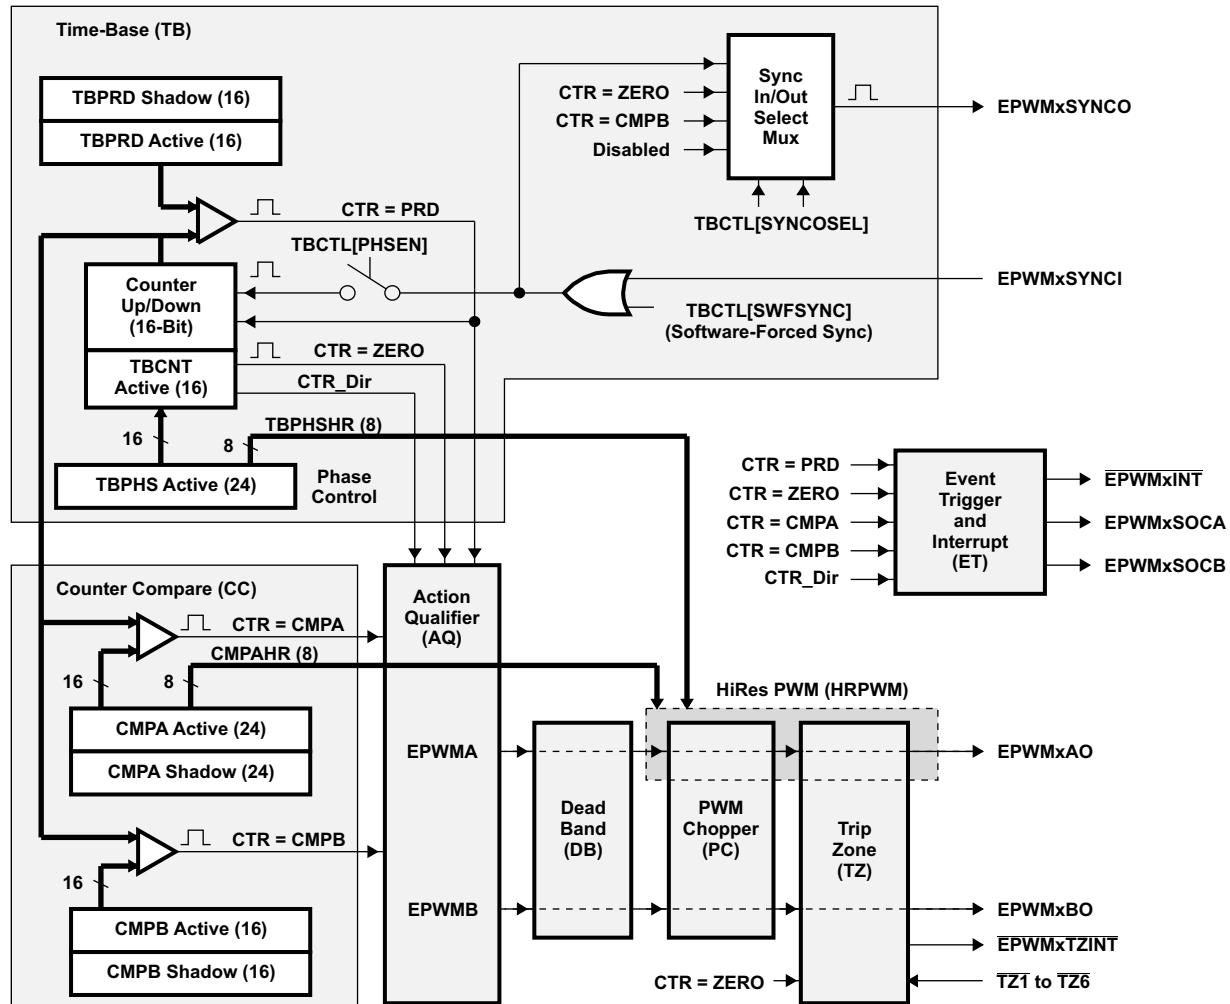 Time-Base (TB)
TBPRD Shadow (16)
TBPRD Active (16)
CTR = PRD
TBCTL[PHSEN]
Counter
Up/Down
(16-Bit)
TBCNT
Active (16)
CTR = ZERO
CTR_Dir
16
8
TBPHSHR (8)
TBPHS Active (24)
Phase
Control
CTR = ZERO
CTR = CMPB
Disabled
Sync
In/Out
Select
Mux
TBCTL[SYNCOSEL]
EPWMxSYNCO
EPWMxSYNCI
TBCTL[SWFSYNC]
(Software-Forced Sync)
CTR = PRD
CTR = ZERO
CTR = CMPA
CTR = CMPB
CTR_Dir
Event
Trigger
and
Interrupt
(ET)
EPWMxINT
EPWMxSOCA
EPWMxSOCB
Counter Compare (CC)
CTR = CMPA
CMPAHR (8)
16
8
CMPA Active (24)
CMPA Shadow (24)
CTR = CMPB
16
CMPB Active (16)
CMPB Shadow (16)
Action
Qualifier
(AQ)
EPWMA
EPWMB
HiRes PWM (HRPWM)
Dead
Band
(DB)
PWM
Chopper
(PC)
Trip
Zone
(TZ)
CTR = ZERO
EPWMxAO
EPWMxBO
EPWMxTZINT
TZ1 to TZ6